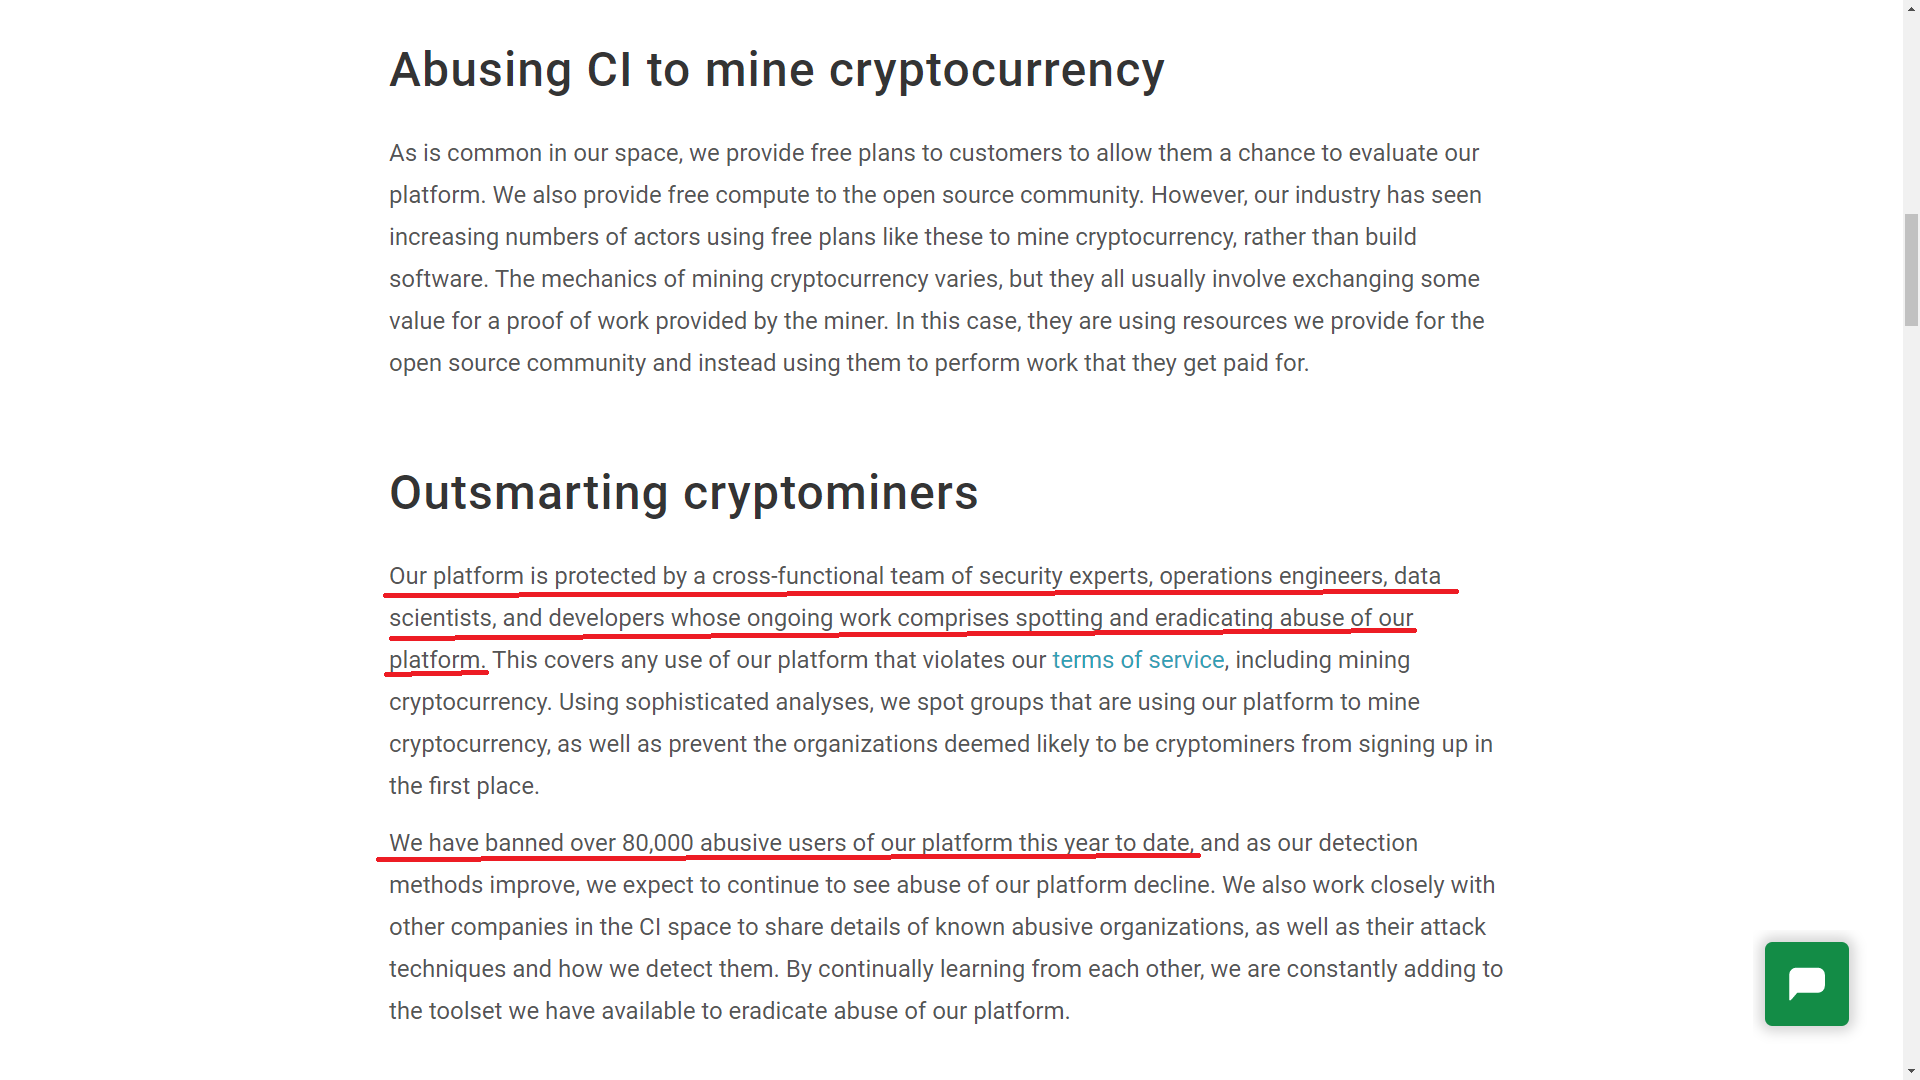 Abusing CI to mine cryptocurrency
As is common in our space, we provide free plans to customers to allow them a chance to evaluate our
platform. We also provide free compute to the open source community. However, our industry has seen
increasing numbers of actors using free plans like these to mine cryptocurrency, rather than build
software. The mechanics of mining cryptocurrency varies, but they all usually involve exchanging some
value for a proof of work provided by the miner. In this case, they are using resources we provide for the
open source community and instead using them to perform work that they get paid for.
Outsmarting cryptominers
Our platform is protected by a cross-functional team of security experts, operations engineers, data
scientists, and developers whose ongoing work comprises spotting and eradicating abuse of our
platform. This covers any use of our platform that violates our terms of service, including mining
cryptocurrency. Using sophisticated analyses, we spot groups that are using our platform to mine
cryptocurrency, as well as prevent the organizations deemed likely to be cryptominers from signing up in
the first place.
We have banned over 80,000 abusive users of our platform this year to date, and as our detection
methods improve, we expect to continue to see abuse of our platform decline. We also work closely with
other companies in the CI space to share details of known abusive organizations, as well as their attack
techniques and how we detect them. By continually learning from each other, we are constantly adding to
the toolset we have available to eradicate abuse of our platform.